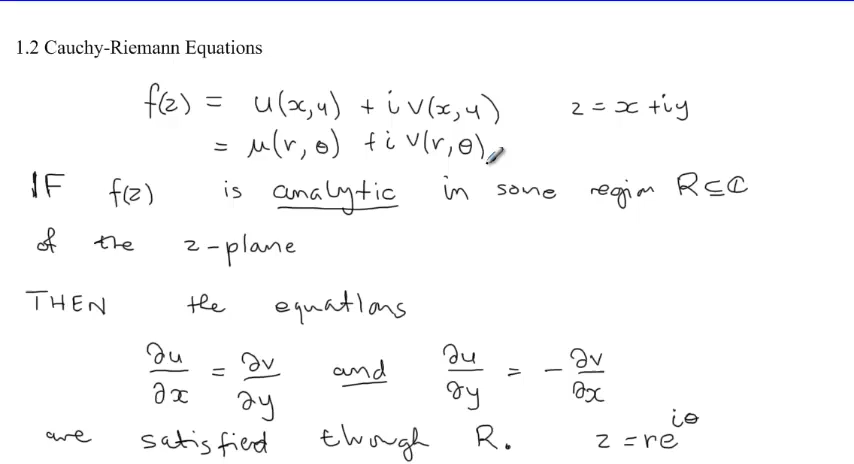 1.2 Cauchy-Riemann Equations
f(z) = u(x,y) + i v(x,y) z = x + iy
= u(r, θ) + i v(r, θ)
IF f(z) is analytic in some region R ⊆ ℂ
of the z-plane
THEN the equations
∂u/∂x = ∂v/∂y and ∂u/∂y = - ∂v/∂x
are satisfied through R. z = re^{iθ}